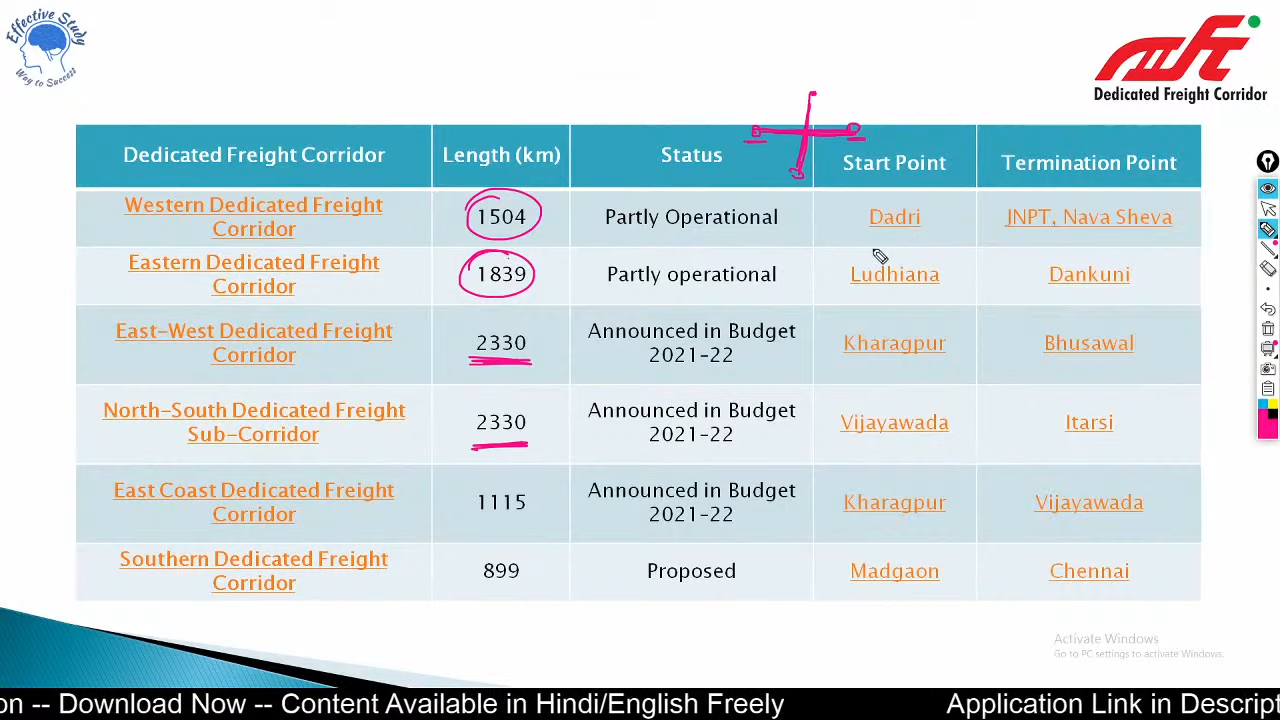 Effective Study
Way to Success
Dedicated Freight Corridor
Dedicated Freight Corridor Length (km) Status Start Point Termination Point
Western Dedicated Freight
Corridor 1504 Partly Operational Dadri JNPT, Nava Sheva
Eastern Dedicated Freight
Corridor 1839 Partly operational Ludhiana Dankuni
East-West Dedicated Freight
Corridor 2330 Announced in Budget
2021-22 Kharagpur Bhusawal
North-South Dedicated Freight
Sub-Corridor 2330 Announced in Budget
2021-22 Vijayawada Itarsi
East Coast Dedicated Freight
Corridor 1115 Announced in Budget
2021-22 Kharagpur Vijayawada
Southern Dedicated Freight
Corridor 899 Proposed Madgaon Chennai
Activate Windows
Go to PC settings to activate Windows.
on -- Download Now -- Content Available in Hindi/English Freely Application Link in Descript